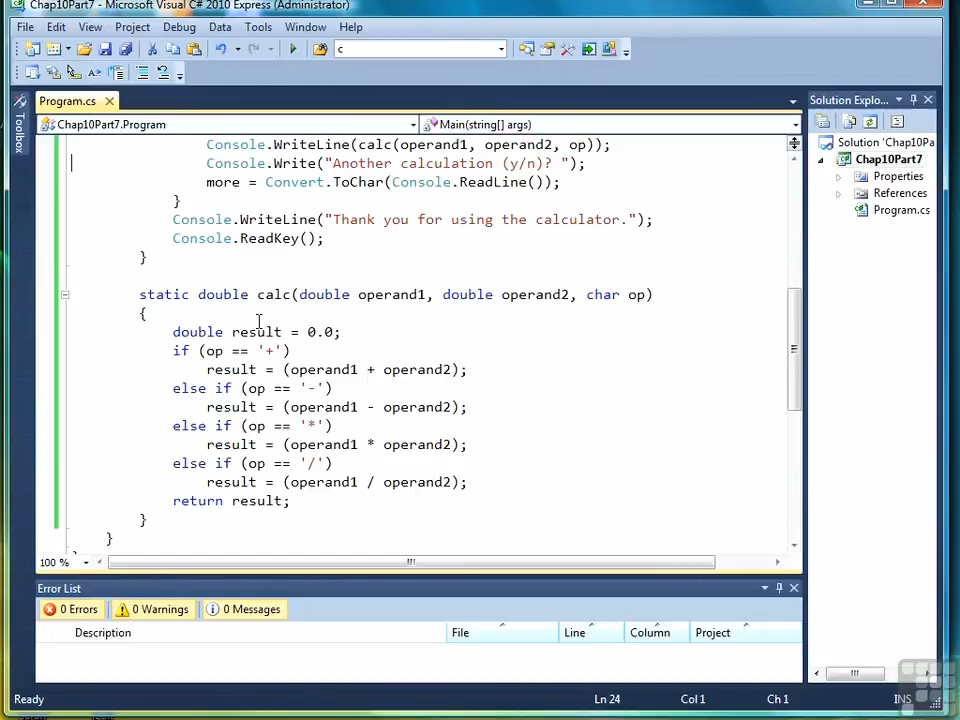 Chap10Part7 - Microsoft Visual C# 2010 Express (Administrator)
File Edit View Project Debug Data Tools Window Help
c
Program.cs
Toolbox
Chap10Part7.Program
Main(string[] args)
Console.WriteLine(calc(operand1, operand2, op));
Console.Write("Another calculation (y/n)? ");
more = Convert.ToChar(Console.ReadLine());
}
Console.WriteLine("Thank you for using the calculator.");
Console.ReadKey();
}
static double calc(double operand1, double operand2, char op)
{
double result = 0.0;
if (op == '+')
result = (operand1 + operand2);
else if (op == '-')
result = (operand1 - operand2);
else if (op == '*')
result = (operand1 * operand2);
else if (op == '/')
result = (operand1 / operand2);
return result;
}
}
100 %
Solution Explo...
Solution 'Chap10Pa
Chap10Part7
Properties
References
Program.cs
Error List
0 Errors 0 Warnings 0 Messages
Description File Line Column Project
Ready Ln 24 Col 1 Ch 1 INS